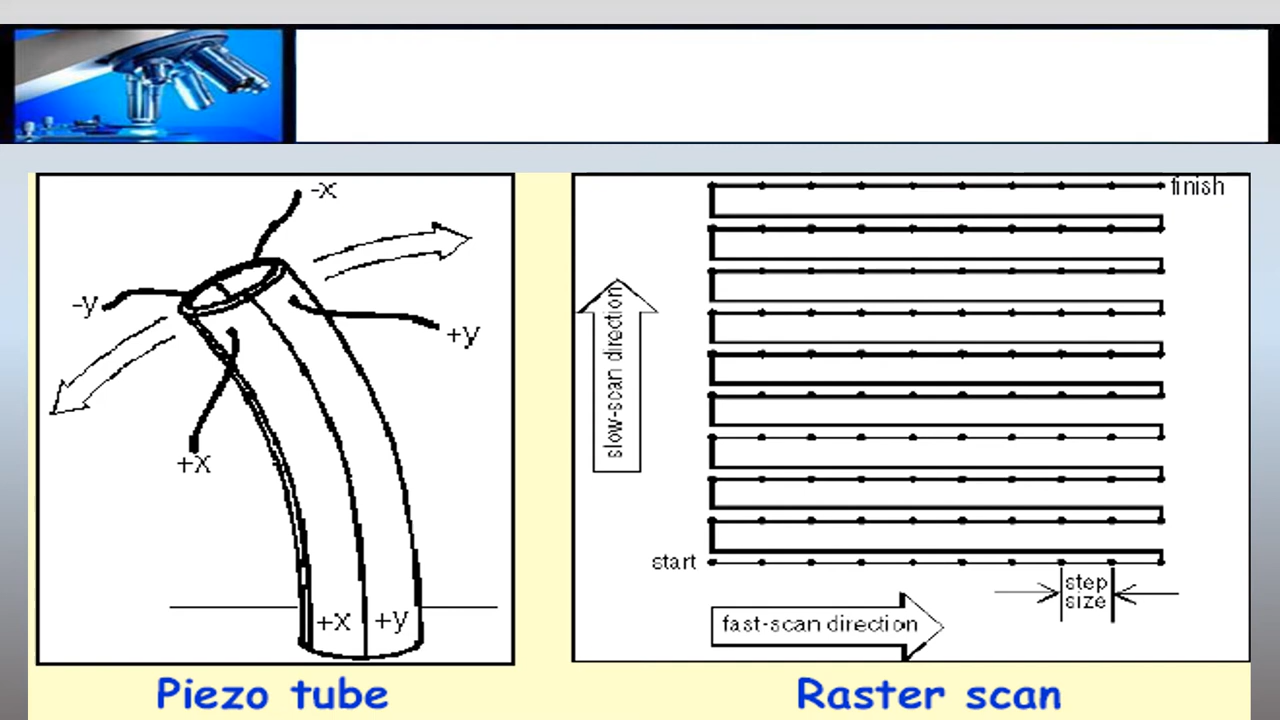 -x
-y
+y
+x
+x
+y
Piezo tube
finish
slow-scan direction
start
step
size
fast-scan direction
Raster scan